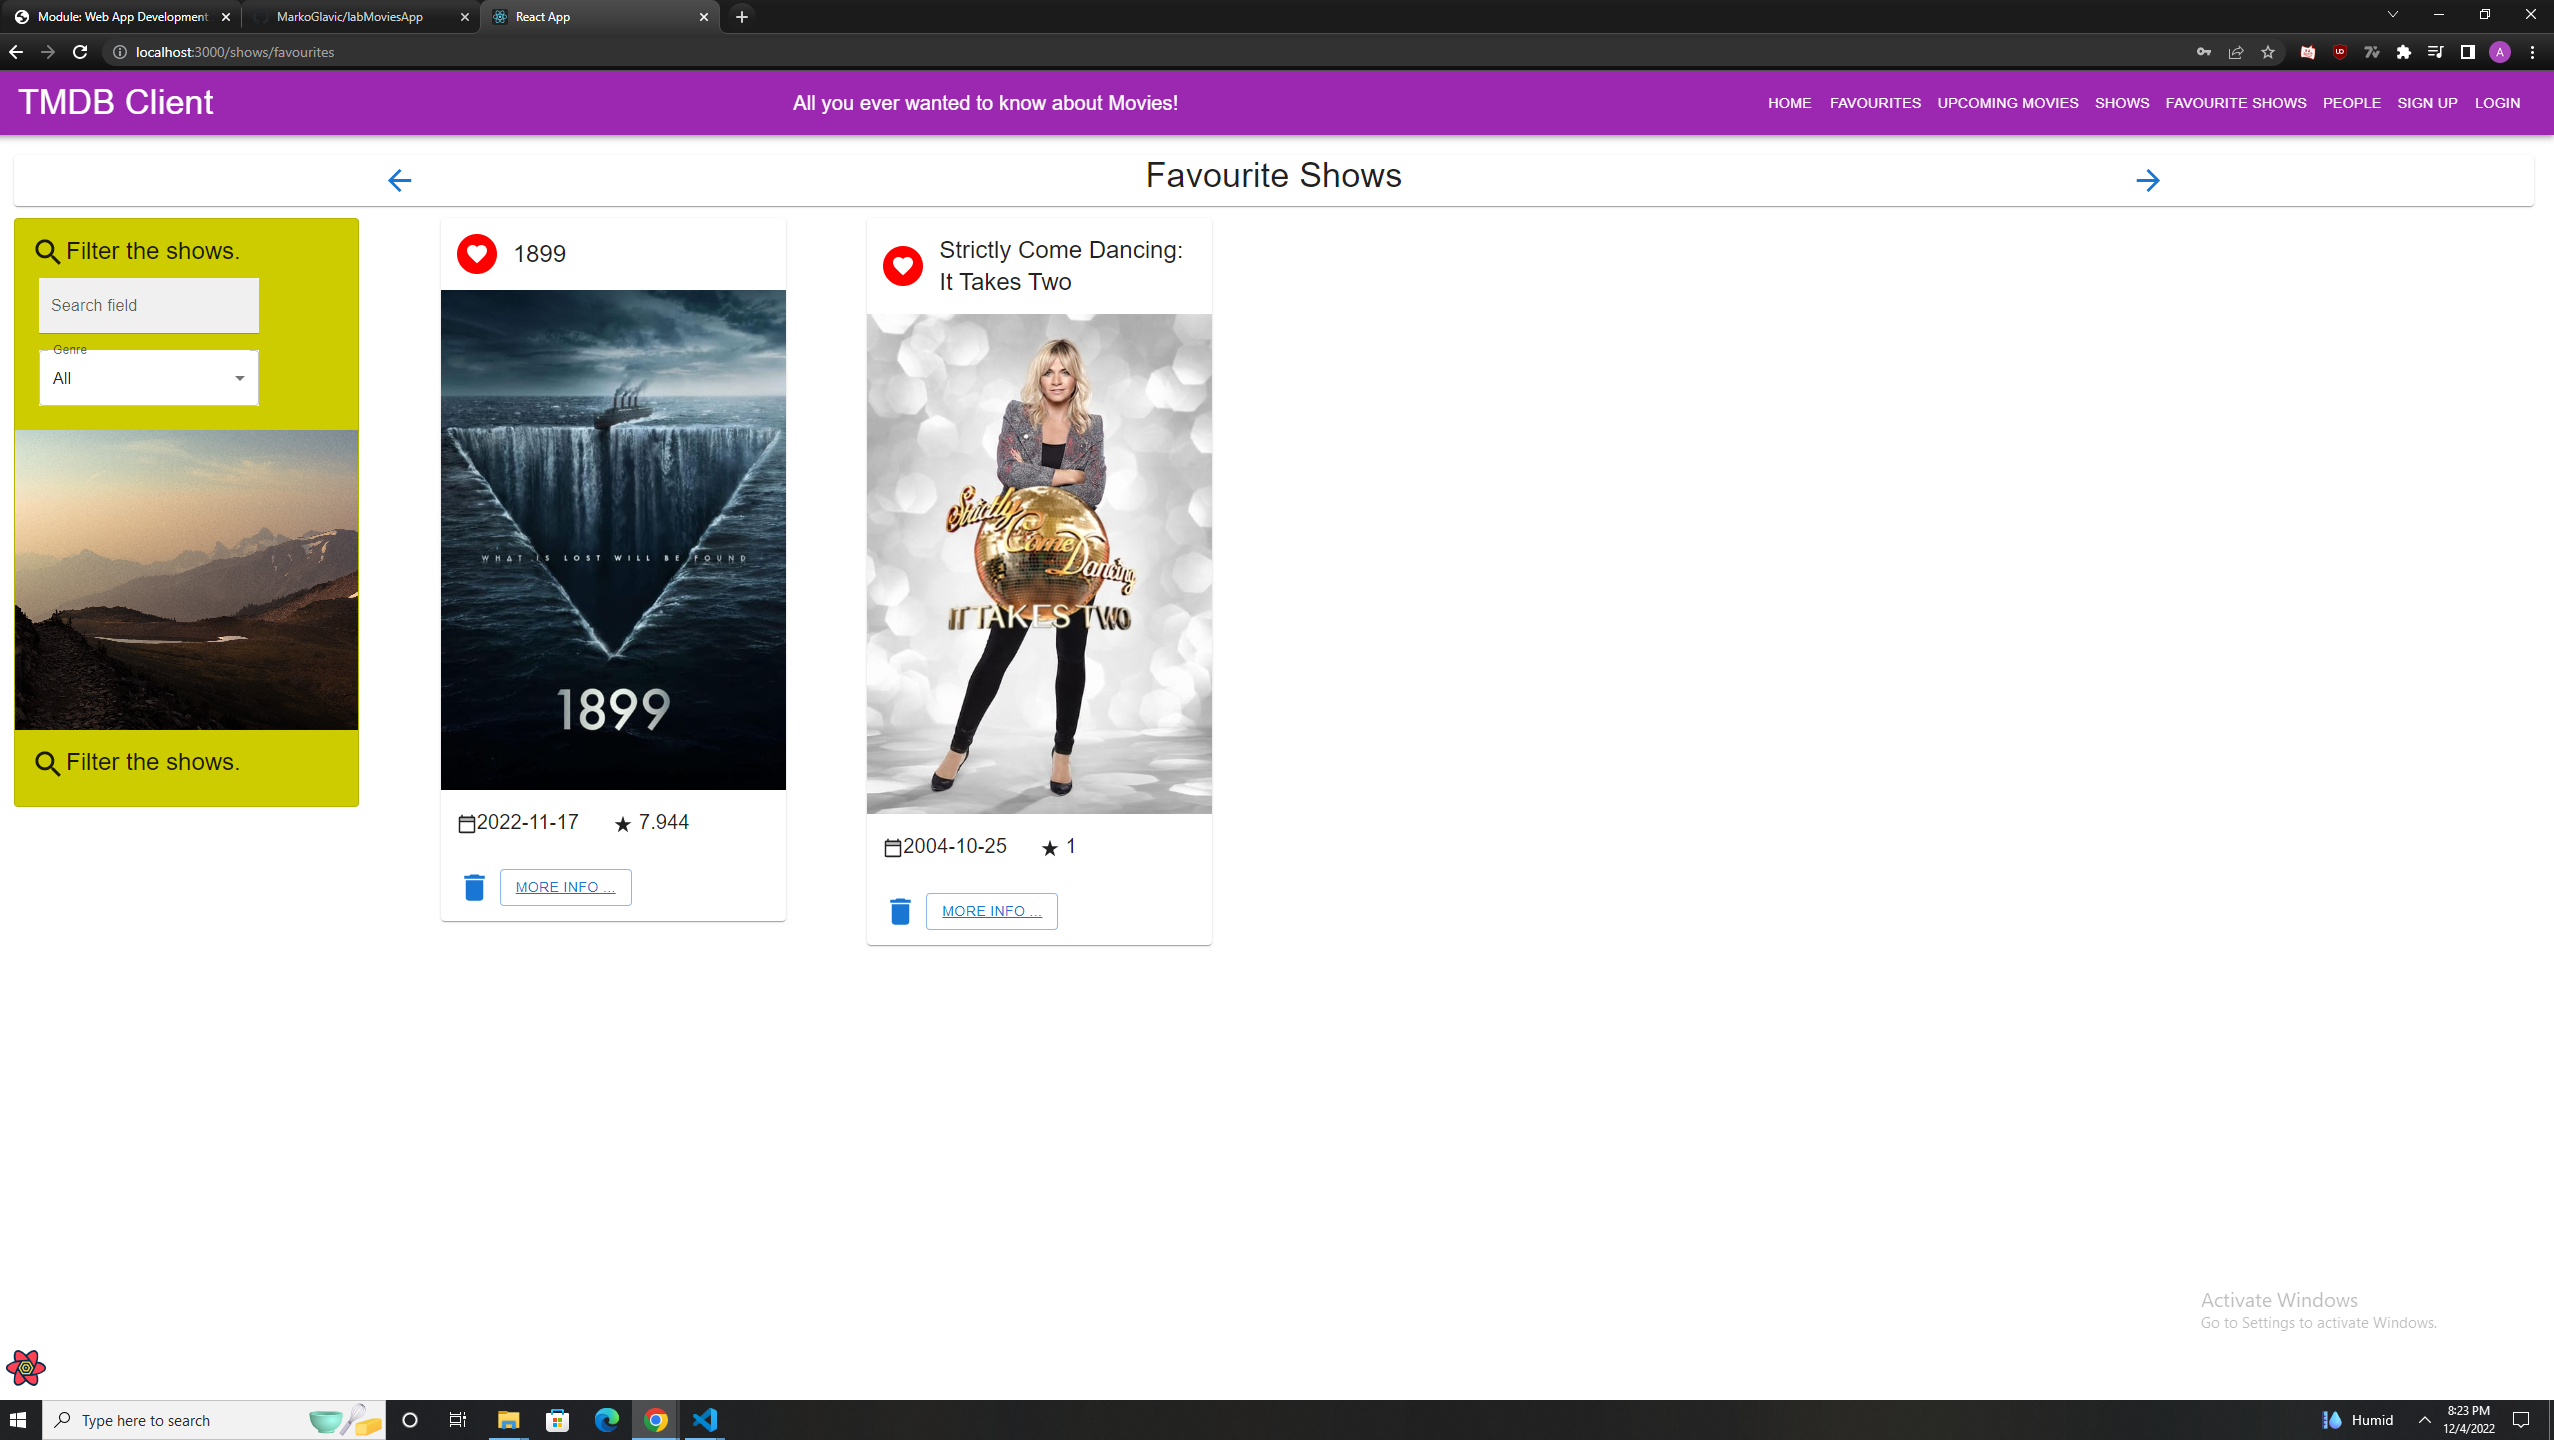 Module: Web App Development
MarkoGlavic/labMoviesApp
React App
localhost:3000/shows/favourites
A
TMDB Client
All you ever wanted to know about Movies!
HOME
FAVOURITES
UPCOMING MOVIES
SHOWS
FAVOURITE SHOWS
PEOPLE
SIGN UP
LOGIN
Favourite Shows
Filter the shows.
Search field
Genre
All
Filter the shows.
1899
WHAT IS LOST WILL BE FOUND
1899
2022-11-17
7.944
MORE INFO ...
Strictly Come Dancing:
It Takes Two
Strictly
Come
Dancing
IT TAKES TWO
2004-10-25
1
MORE INFO ...
Activate Windows
Go to Settings to activate Windows.
Type here to search
Humid
8:23 PM
12/4/2022